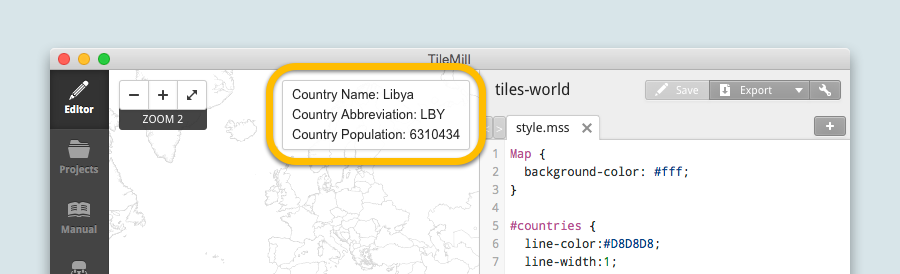 TileMill
Editor
Projects
Manual
ZOOM 2
Country Name: Libya
Country Abbreviation: LBY
Country Population: 6310434
tiles-world
Save
Export
style.mss
1 Map {
2 background-color: #fff;
3 }
4
5 #countries {
6 line-color:#D8D8D8;
7 line-width:1;